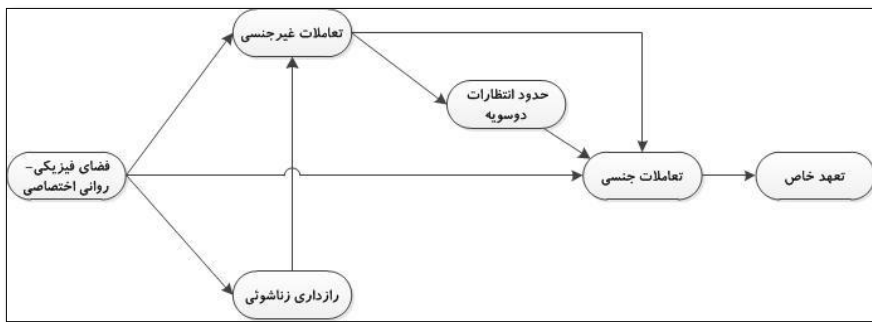 تعاملات غیرجنسی
حدود انتظارات
دوسویه
فضای فیزیکی-
روانی اختصاصی
تعاملات جنسی
تعهد خاص
رازداری زناشوئی